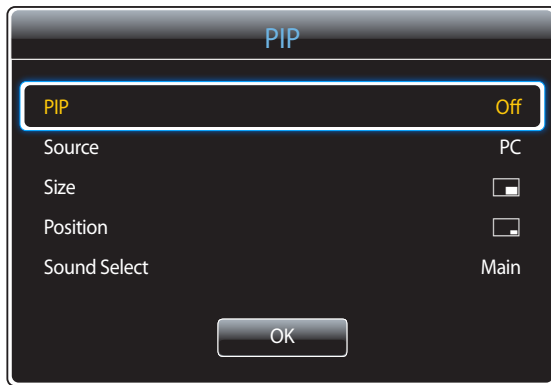 PIP
PIP Off
Source PC
Size
Position
Sound Select Main
OK